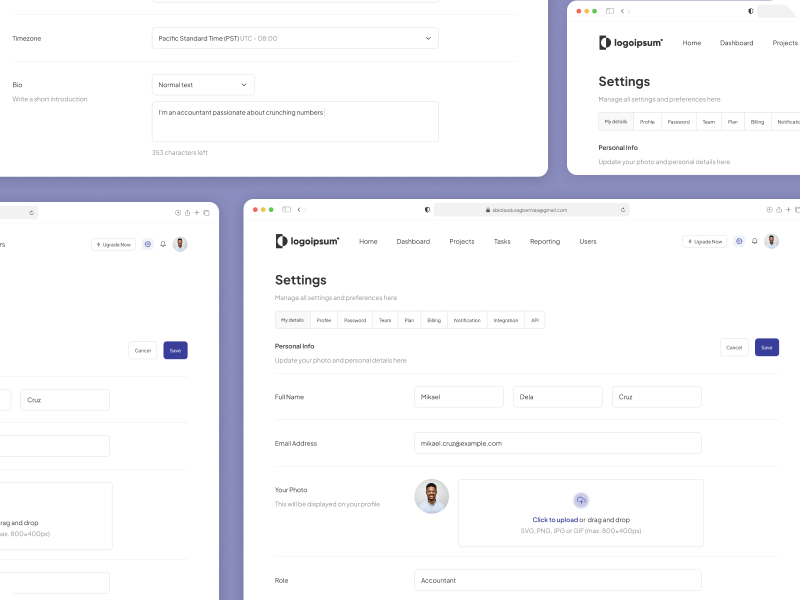 Timezone
Pacific Standard Time (PST) UTC - 08:00
Bio
Write a short introduction
Normal text
I'm an accountant passionate about crunching numbers
353 characters left
logoipsum
Home
Dashboard
Projects
Settings
Manage all settings and preferences here
My details
Profile
Password
Team
Plan
Billing
Notificatio
Personal Info
Update your photo and personal details here
rs
Upgrade Now
Cancel
Save
Cruz
rag and drop
max. 800x400px)
logoipsum
Home
Dashboard
Projects
Tasks
Reporting
Users
Upgrade Now
Settings
Manage all settings and preferences here
My details
Profile
Password
Team
Plan
Billing
Notification
Integration
API
Personal Info
Update your photo and personal details here
Cancel
Save
Full Name
Mikael
Dela
Cruz
Email Address
mikael.cruz@example.com
Your Photo
This will be displayed on your profile
Click to upload or drag and drop
SVG, PNG, JPG or GIF (max. 800x400px)
Role
Accountant